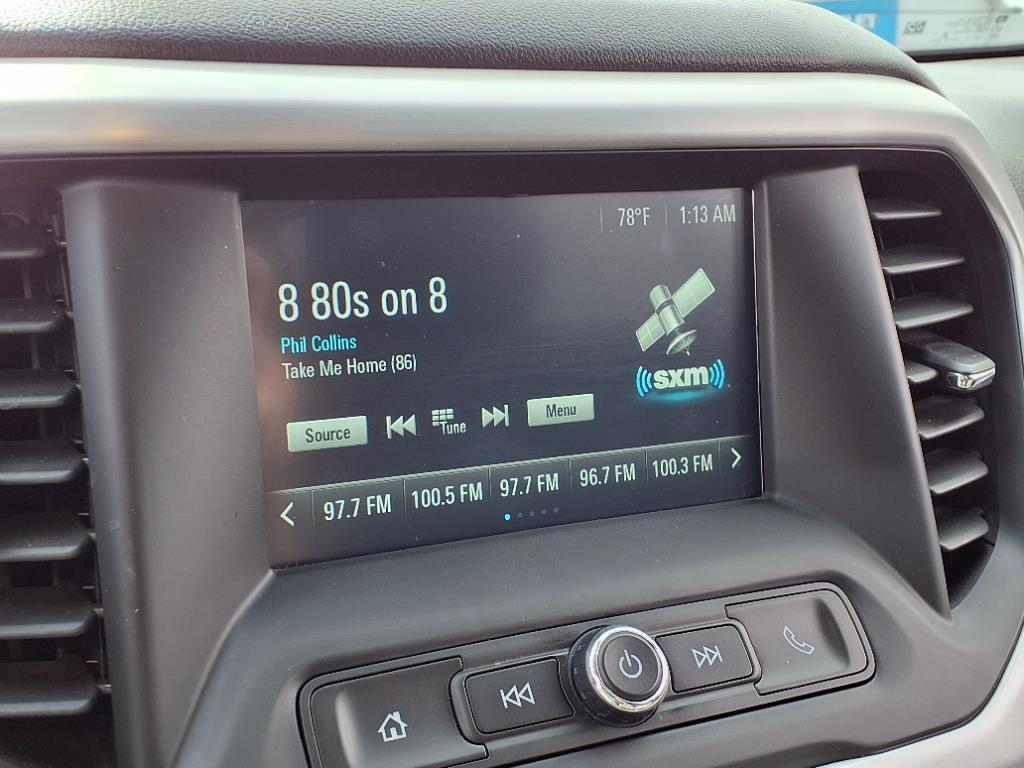 78°F 1:13 AM
8 80s on 8
Phil Collins
Take Me Home (86)
sxm
Source Tune Menu
97.7 FM 100.5 FM 97.7 FM 96.7 FM 100.3 FM